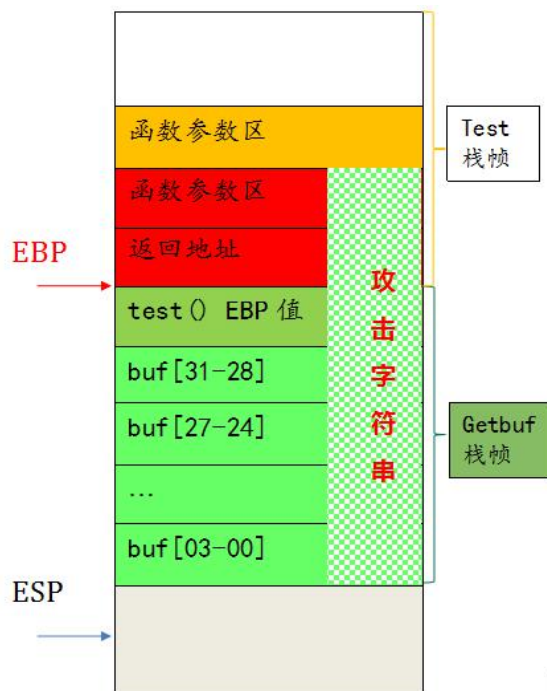 函数参数区
函数参数区
返回地址
test() EBP 值
buf[31-28]
buf[27-24]
...
buf[03-00]
攻击字符串
EBP
ESP
Test
栈帧
Getbuf
栈帧